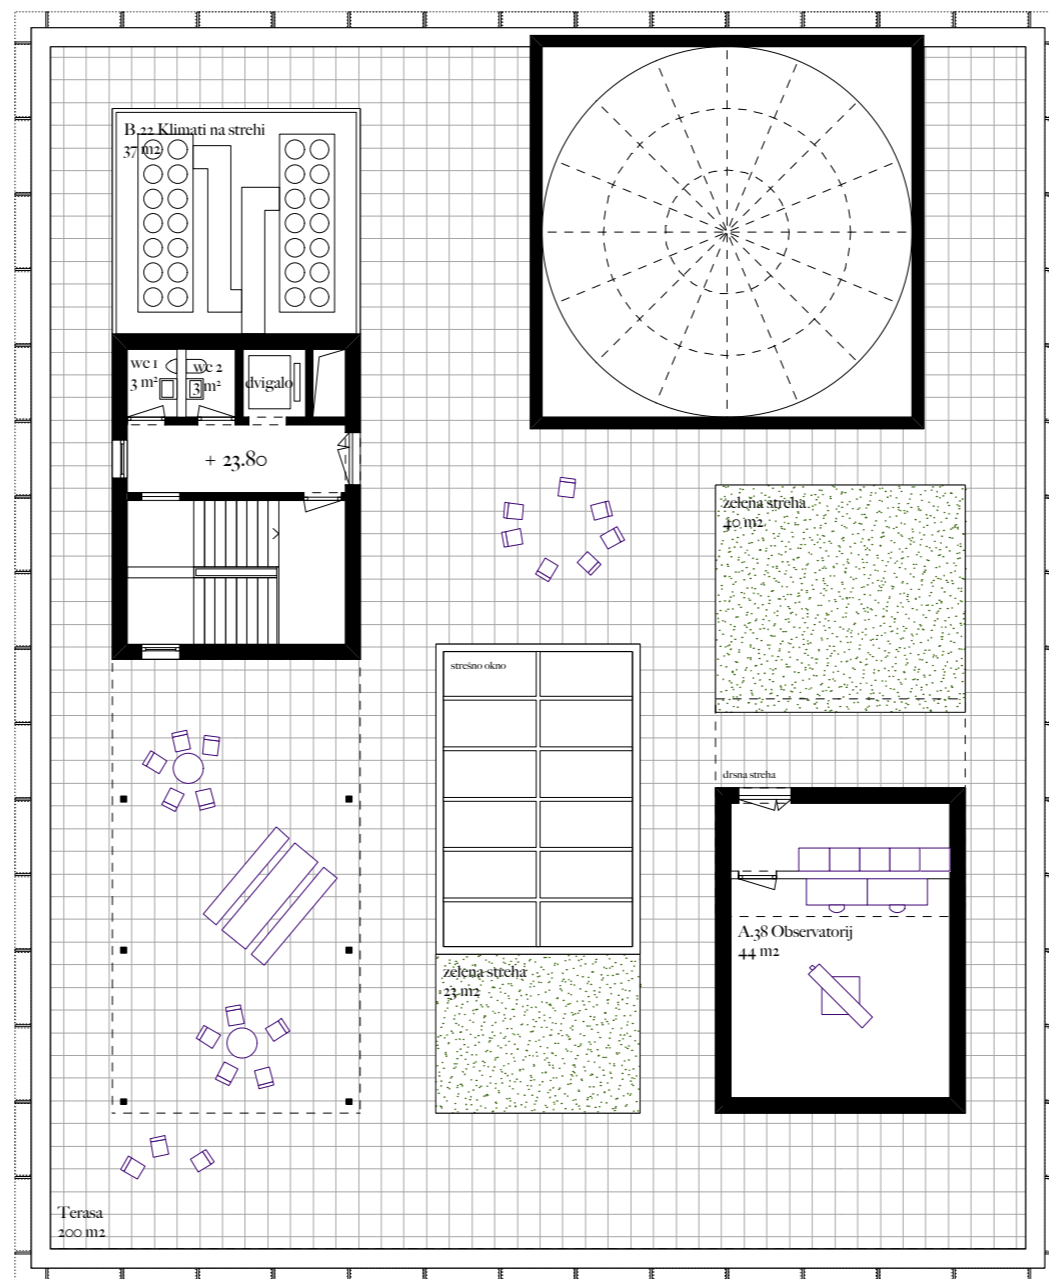 B.22 Klimati na strehi
37 m2
wc 1
3 m²
wc 2
3 m²
dvigalo
+ 23.80
zelena streha
40 m2
strešno okno
drsna streha
A.38 Observatorij
44 m2
zelena streha
23 m2
Terasa
200 m2